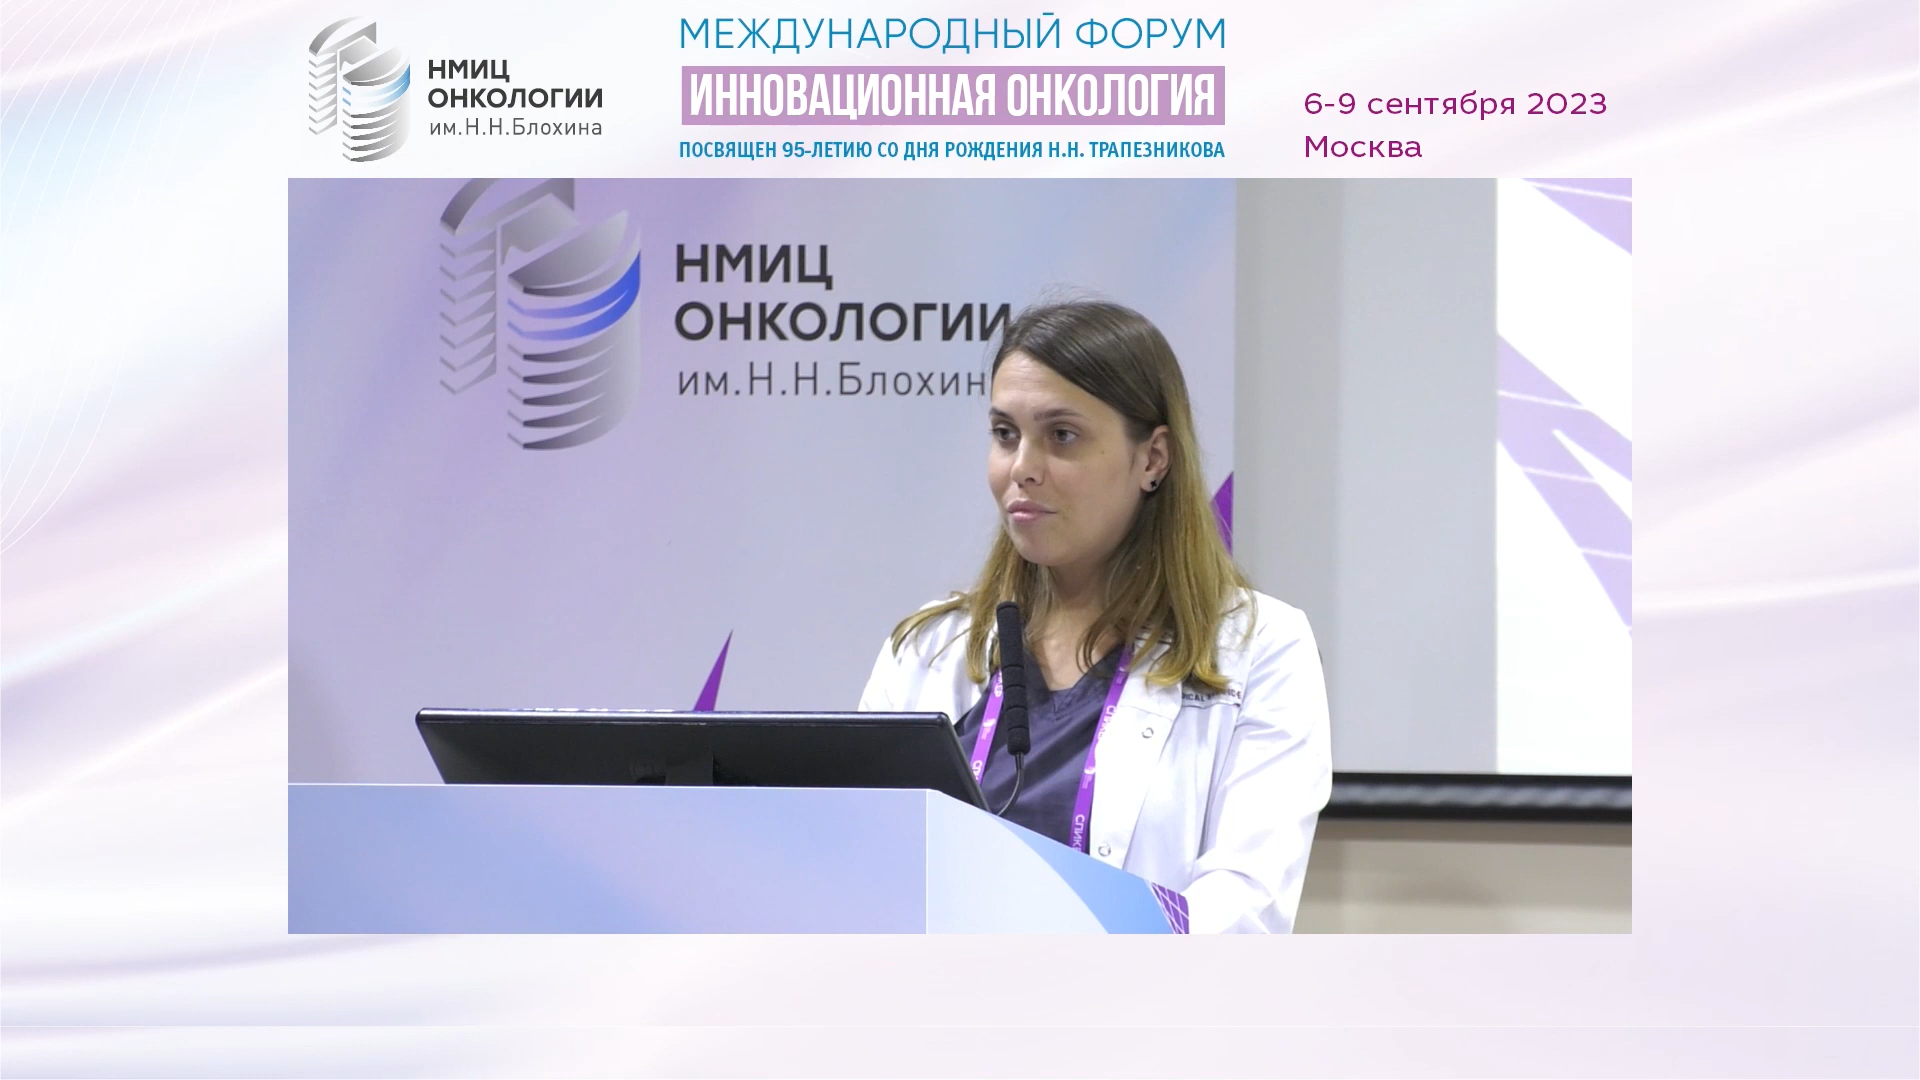 НМИЦ
ОНКОЛОГИИ
им.Н.Н.Блохина
МЕЖДУНАРОДНЫЙ ФОРУМ
ИННОВАЦИОННАЯ ОНКОЛОГИЯ
ПОСВЯЩЕН 95-ЛЕТИЮ СО ДНЯ РОЖДЕНИЯ Н.Н. ТРАПЕЗНИКОВА
6-9 сентября 2023
Москва
НМИЦ
ОНКОЛОГИИ
им.Н.Н.Блохин